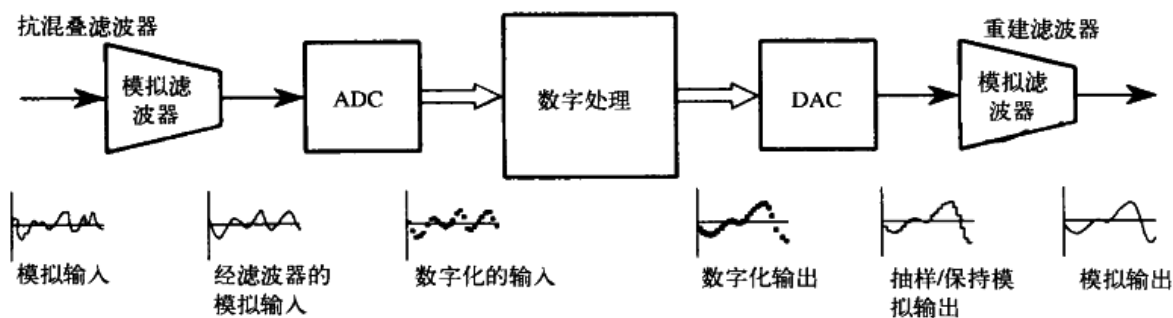 抗混叠滤波器
重建滤波器
模拟滤
波器
ADC
数字处理
DAC
模拟滤
波器
模拟输入
经滤波器的
模拟输入
数字化的输入
数字化输出
抽样/保持模
拟输出
模拟输出